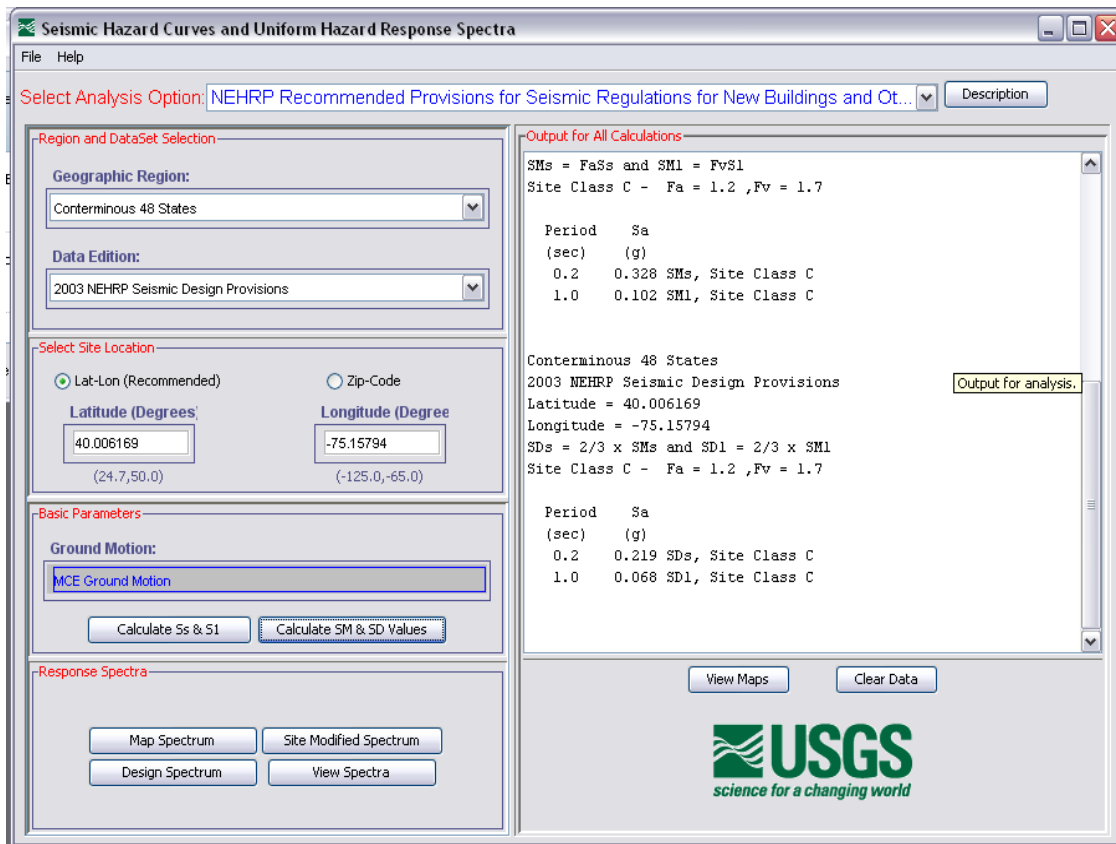 Seismic Hazard Curves and Uniform Hazard Response Spectra
File Help
Select Analysis Option: NEHRP Recommended Provisions for Seismic Regulations for New Buildings and Ot... Description
Region and DataSet Selection
Geographic Region:
Conterminous 48 States
Data Edition:
2003 NEHRP Seismic Design Provisions
Select Site Location
Lat-Lon (Recommended) Zip-Code
Latitude (Degrees) Longitude (Degree
40.006169 -75.15794
(24.7,50.0) (-125.0,-65.0)
Basic Parameters
Ground Motion:
MCE Ground Motion
Calculate Ss & S1 Calculate SM & SD Values
Response Spectra
Map Spectrum Site Modified Spectrum
Design Spectrum View Spectra
Output for All Calculations
SMs = FaSs and SM1 = FvS1
Site Class C - Fa = 1.2 ,Fv = 1.7
Period Sa
(sec) (g)
0.2 0.328 SMs, Site Class C
1.0 0.102 SM1, Site Class C
Conterminous 48 States
2003 NEHRP Seismic Design Provisions
Output for analysis.
Latitude = 40.006169
Longitude = -75.15794
SDs = 2/3 x SMs and SD1 = 2/3 x SM1
Site Class C - Fa = 1.2 ,Fv = 1.7
Period Sa
(sec) (g)
0.2 0.219 SDs, Site Class C
1.0 0.068 SD1, Site Class C
View Maps Clear Data
USGS
science for a changing world